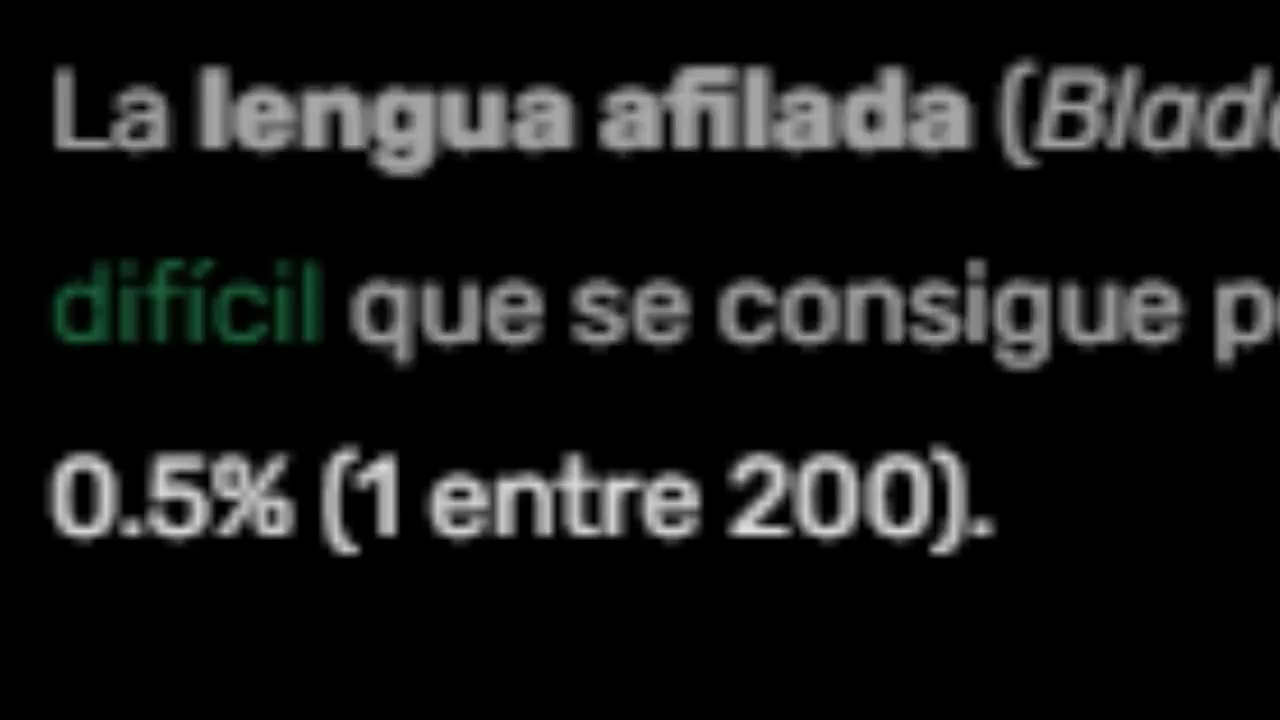 La lengua afilada (Blad
difícil que se consigue p
0.5% (1 entre 200).